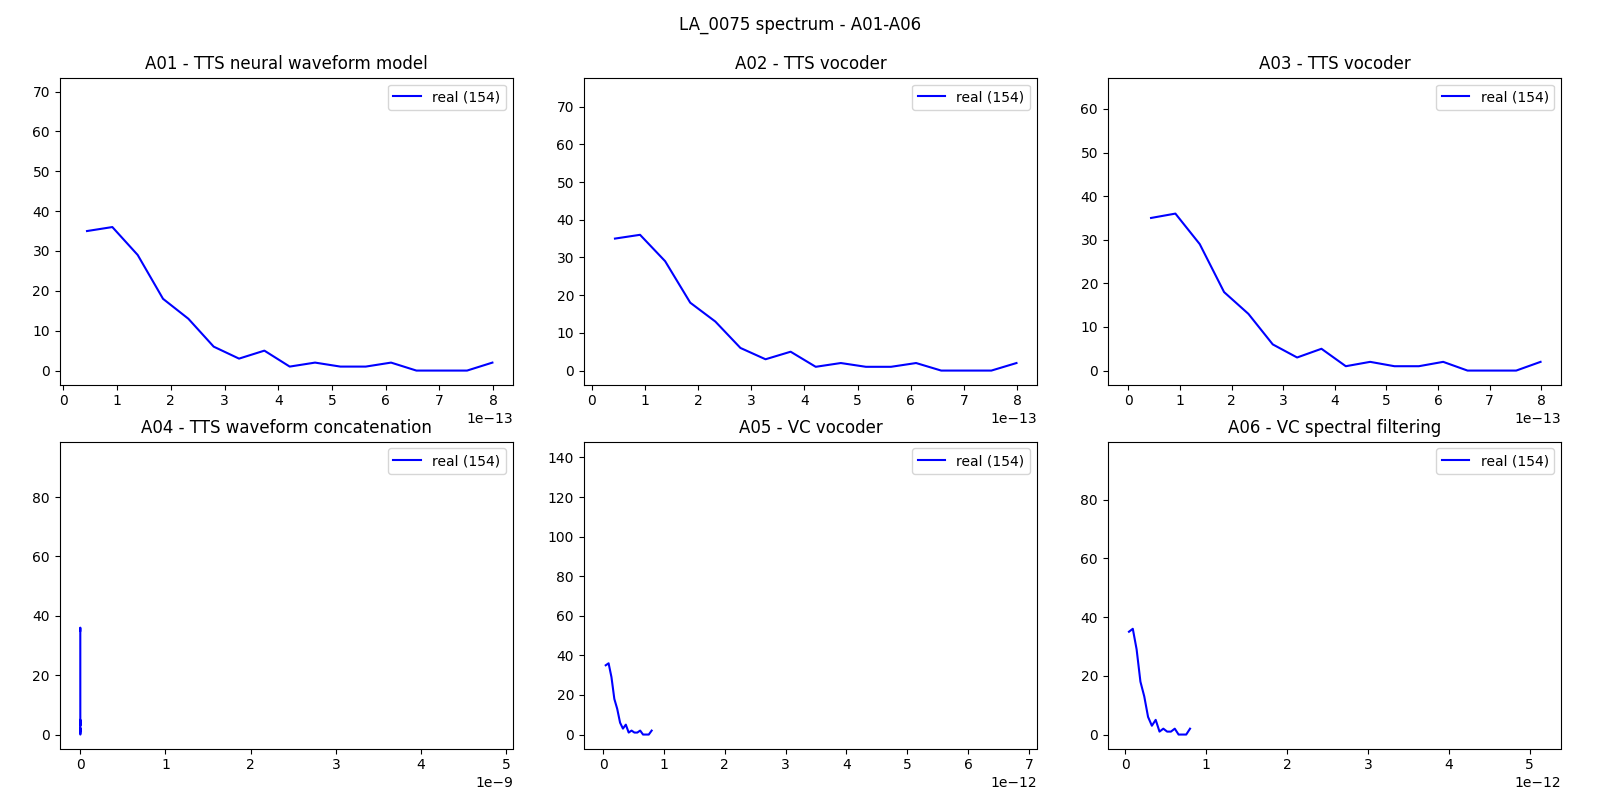 LA_0075 spectrum - A01-A06
A01 - TTS neural waveform model
real (154)
70
60
50
40
30
20
10
0
0 1 2 3 4 5 6 7 8
1e−13
A02 - TTS vocoder
real (154)
70
60
50
40
30
20
10
0
0 1 2 3 4 5 6 7 8
1e−13
A03 - TTS vocoder
real (154)
60
50
40
30
20
10
0
0 1 2 3 4 5 6 7 8
1e−13
A04 - TTS waveform concatenation
real (154)
80
60
40
20
0
0 1 2 3 4 5
1e−9
A05 - VC vocoder
real (154)
140
120
100
80
60
40
20
0
0 1 2 3 4 5 6 7
1e−12
A06 - VC spectral filtering
real (154)
80
60
40
20
0
0 1 2 3 4 5
1e−12